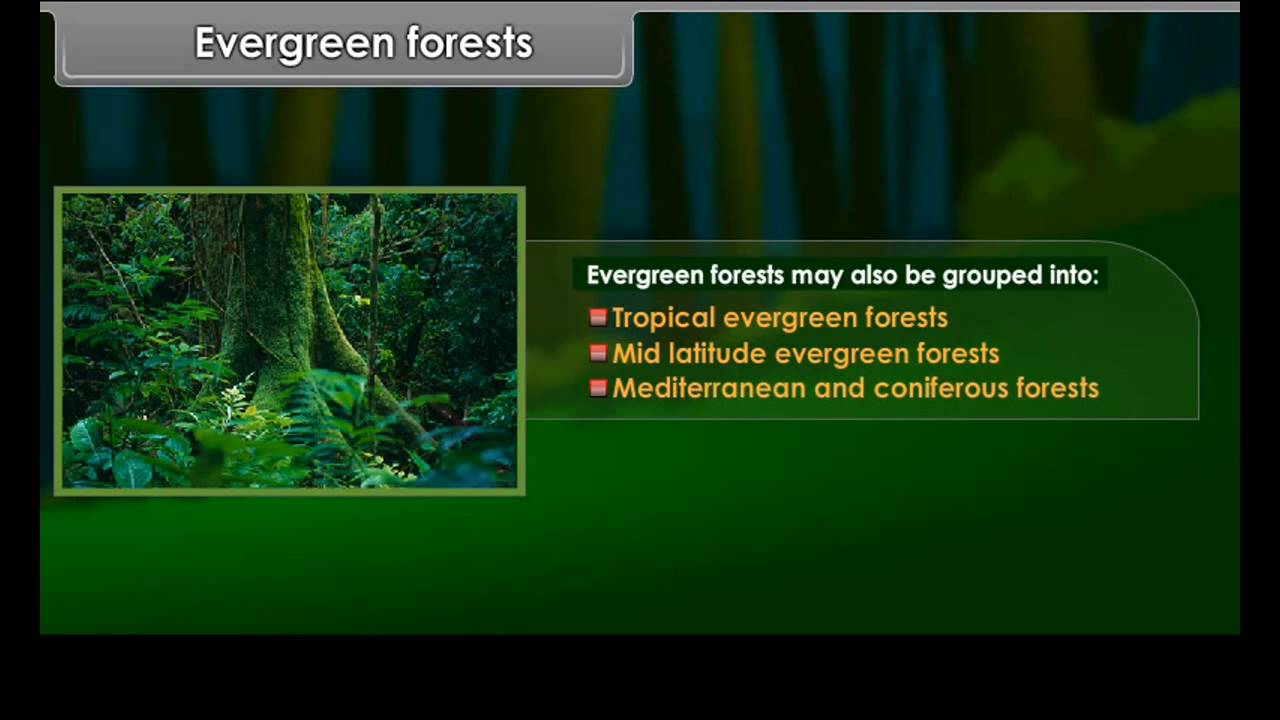 Evergreen forests
Evergreen forests may also be grouped into:
Tropical evergreen forests
Mid latitude evergreen forests
Mediterranean and coniferous forests